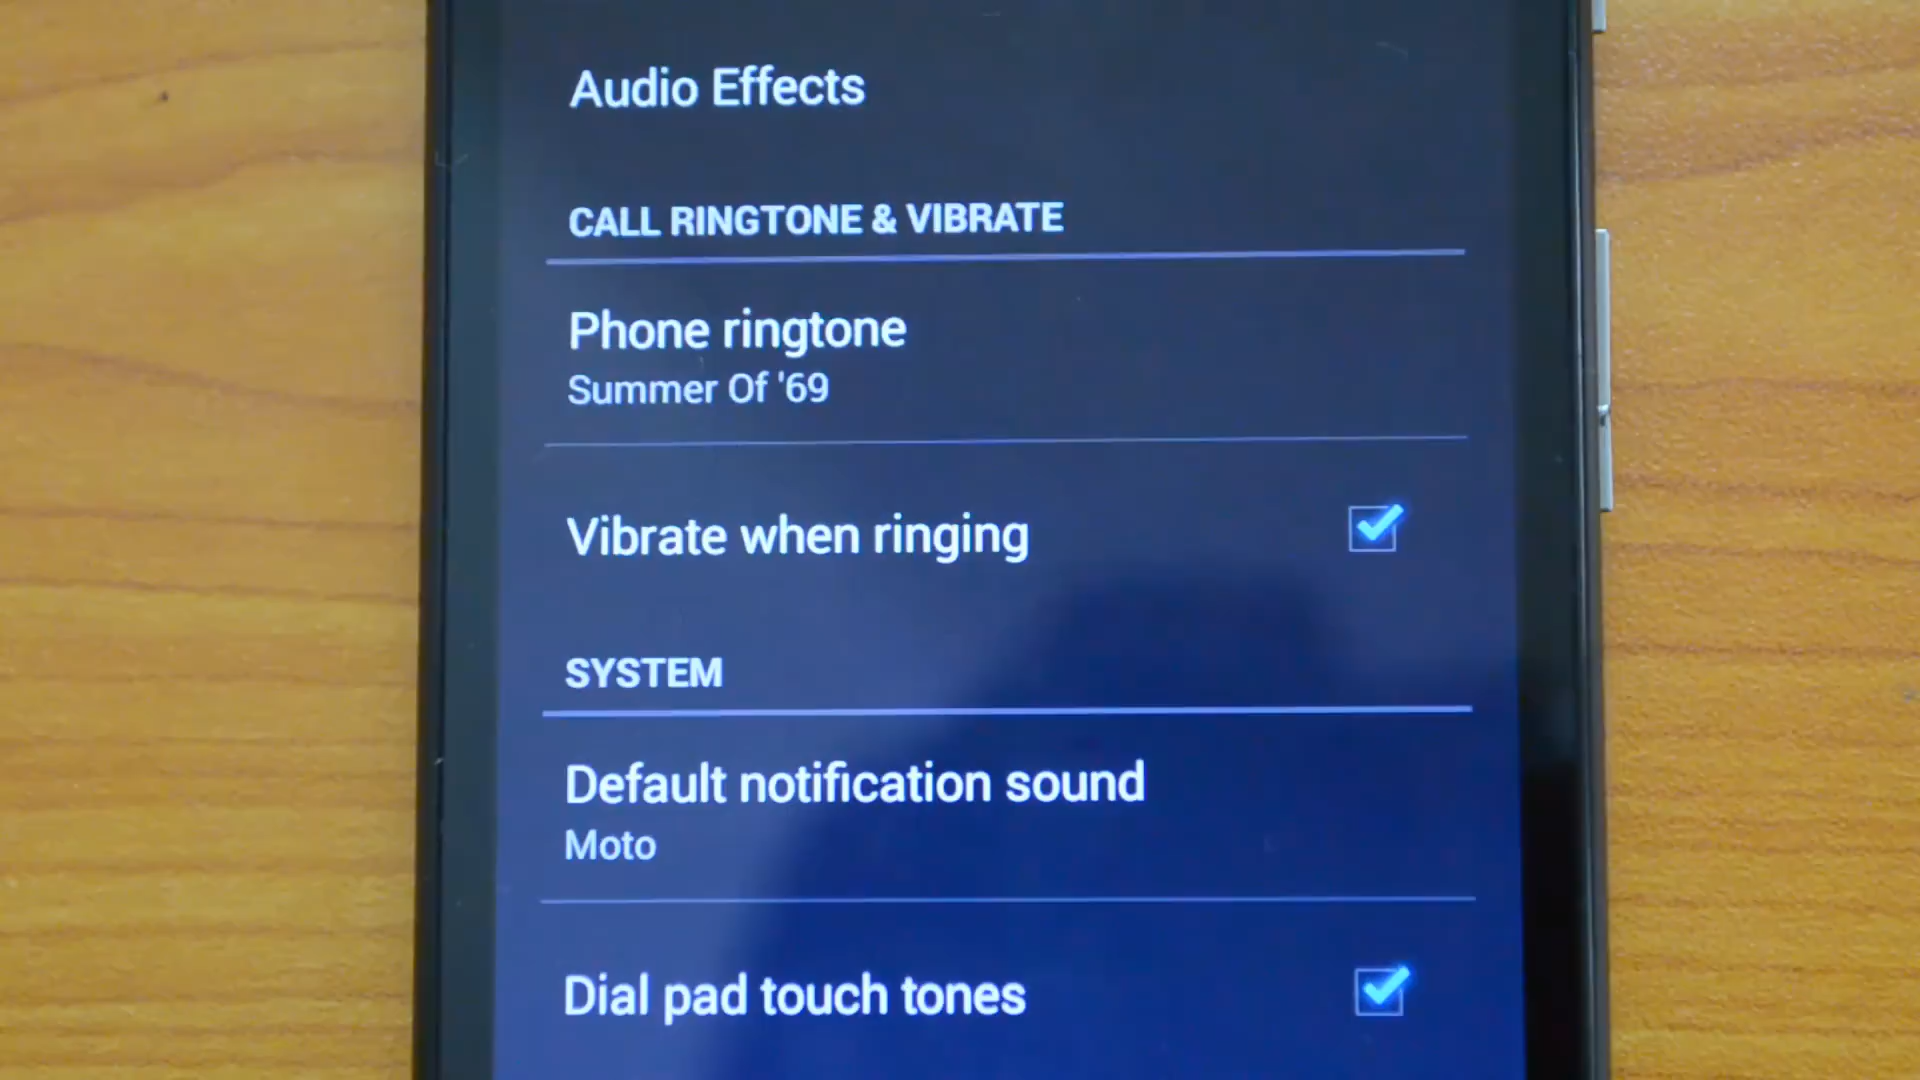 Audio Effects
CALL RINGTONE & VIBRATE
Phone ringtone
Summer Of '69
Vibrate when ringing
SYSTEM
Default notification sound
Moto
Dial pad touch tones